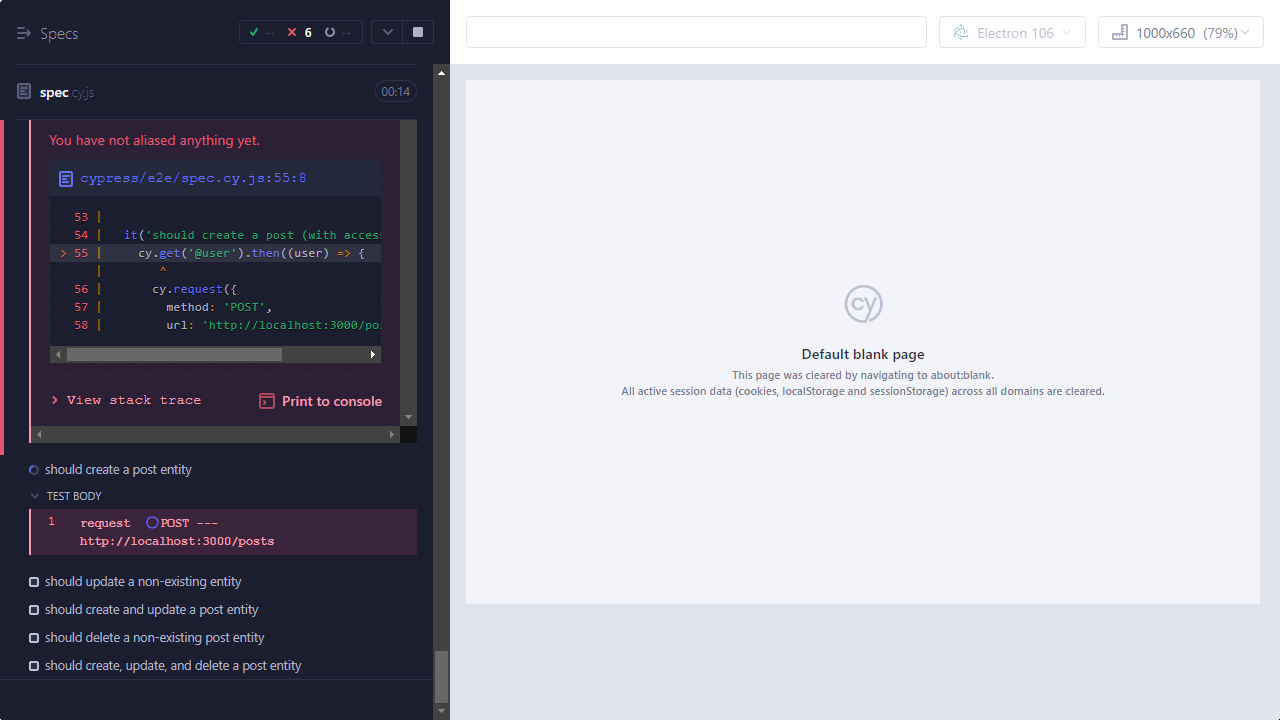 Specs
-- 6 --
Electron 106
1000x660 (79%)
spec.cy.js
00:14
You have not aliased anything yet.
cypress/e2e/spec.cy.js:55:8
53 |
54 | it('should create a post (with acces
> 55 | cy.get('@user').then((user) => {
| ^
56 | cy.request({
57 | method: 'POST',
58 | url: 'http://localhost:3000/pos
> View stack trace
Print to console
should create a post entity
TEST BODY
1 request POST ---
http://localhost:3000/posts
should update a non-existing entity
should create and update a post entity
should delete a non-existing post entity
should create, update, and delete a post entity
cy
Default blank page
This page was cleared by navigating to about:blank.
All active session data (cookies, localStorage and sessionStorage) across all domains are cleared.